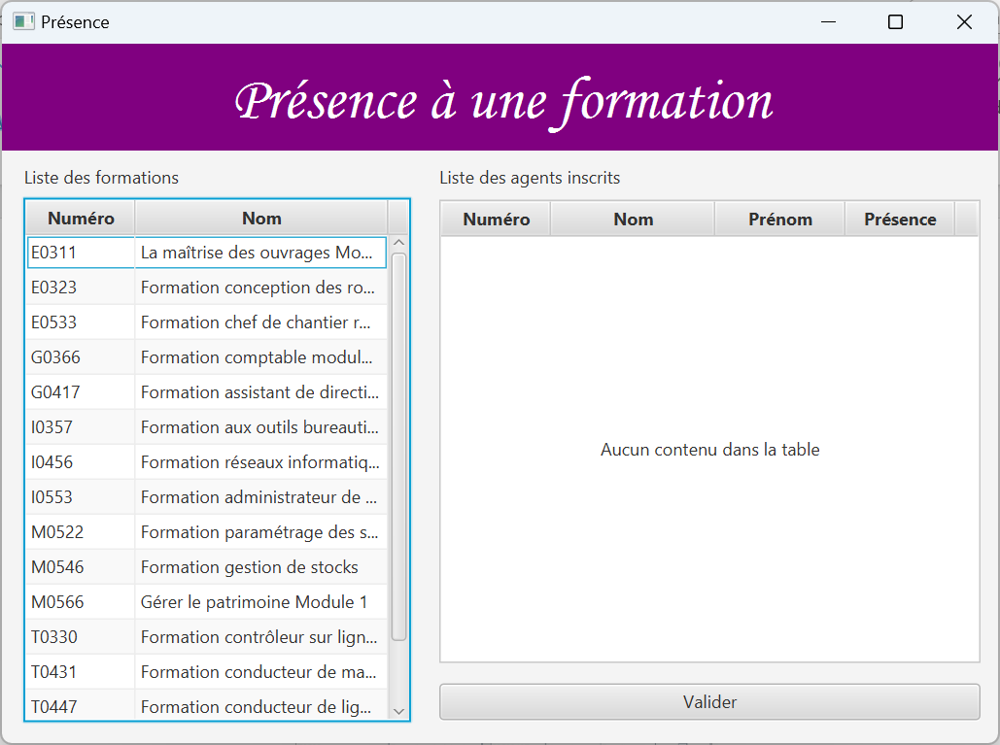 Présence
Présence à une formation
Liste des formations
Numéro Nom
E0311 La maîtrise des ouvrages Mo...
E0323 Formation conception des ro...
E0533 Formation chef de chantier r...
G0366 Formation comptable modul...
G0417 Formation assistant de directi...
I0357 Formation aux outils bureauti...
I0456 Formation réseaux informatiq...
I0553 Formation administrateur de ...
M0522 Formation paramétrage des s...
M0546 Formation gestion de stocks
M0566 Gérer le patrimoine Module 1
T0330 Formation contrôleur sur lign...
T0431 Formation conducteur de ma...
T0447 Formation conducteur de lig...
Liste des agents inscrits
Numéro Nom Prénom Présence
Aucun contenu dans la table
Valider